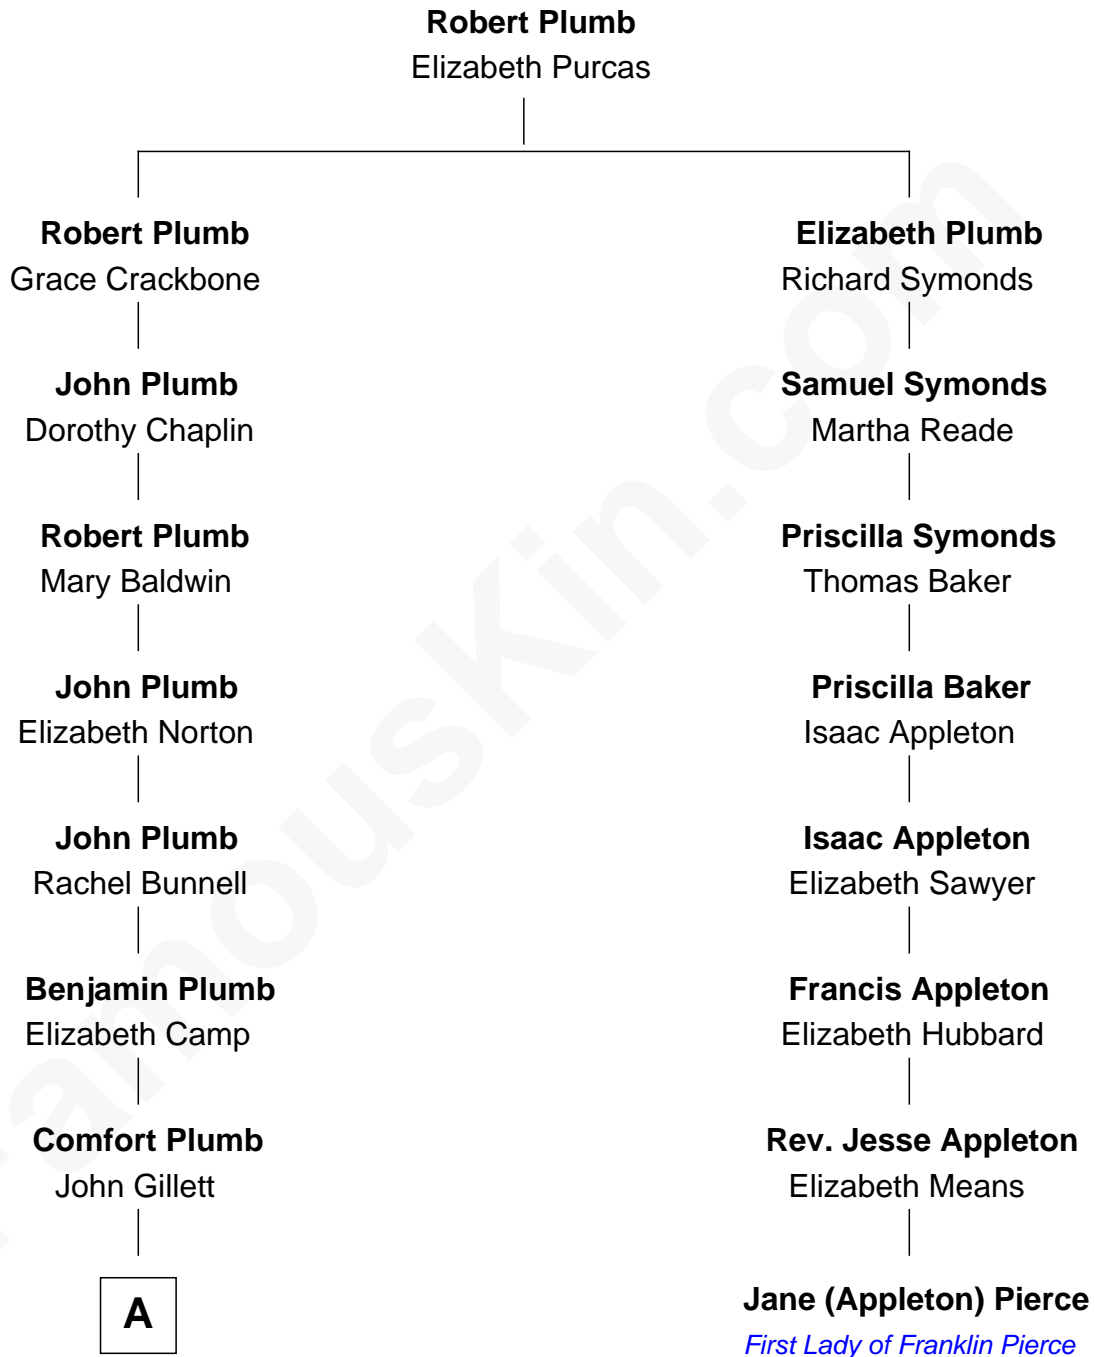 Robert Plumb
Elizabeth Purcas
Robert Plumb
Grace Crackbone
Elizabeth Plumb
Richard Symonds
John Plumb
Dorothy Chaplin
Samuel Symonds
Martha Reade
Robert Plumb
Mary Baldwin
Priscilla Symonds
Thomas Baker
John Plumb
Elizabeth Norton
Priscilla Baker
Isaac Appleton
John Plumb
Rachel Bunnell
Isaac Appleton
Elizabeth Sawyer
Benjamin Plumb
Elizabeth Camp
Francis Appleton
Elizabeth Hubbard
Comfort Plumb
John Gillett
Rev. Jesse Appleton
Elizabeth Means
A
Jane (Appleton) Pierce
First Lady of Franklin Pierce
FamousKin.com